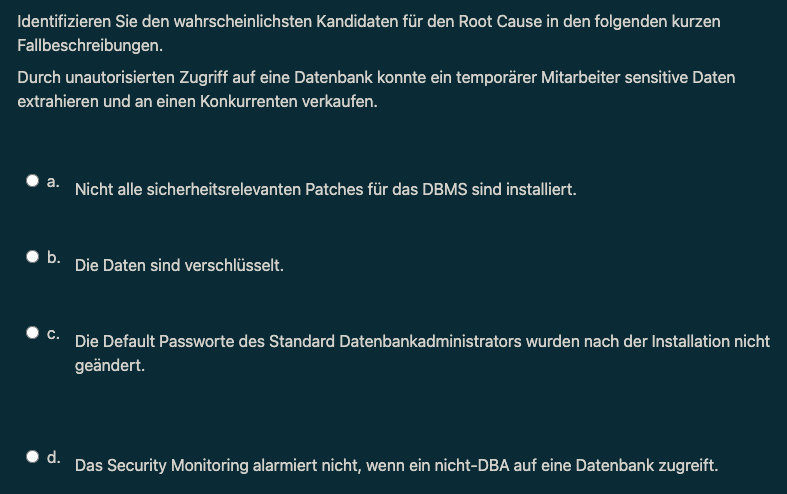 Identifizieren Sie den wahrscheinlichsten Kandidaten für den Root Cause in den folgenden kurzen
Fallbeschreibungen.
Durch unautorisierten Zugriff auf eine Datenbank konnte ein temporärer Mitarbeiter sensitive Daten
extrahieren und an einen Konkurrenten verkaufen.
a. Nicht alle sicherheitsrelevanten Patches für das DBMS sind installiert.
b. Die Daten sind verschlüsselt.
c. Die Default Passworte des Standard Datenbankadministrators wurden nach der Installation nicht
geändert.
d. Das Security Monitoring alarmiert nicht, wenn ein nicht-DBA auf eine Datenbank zugreift.